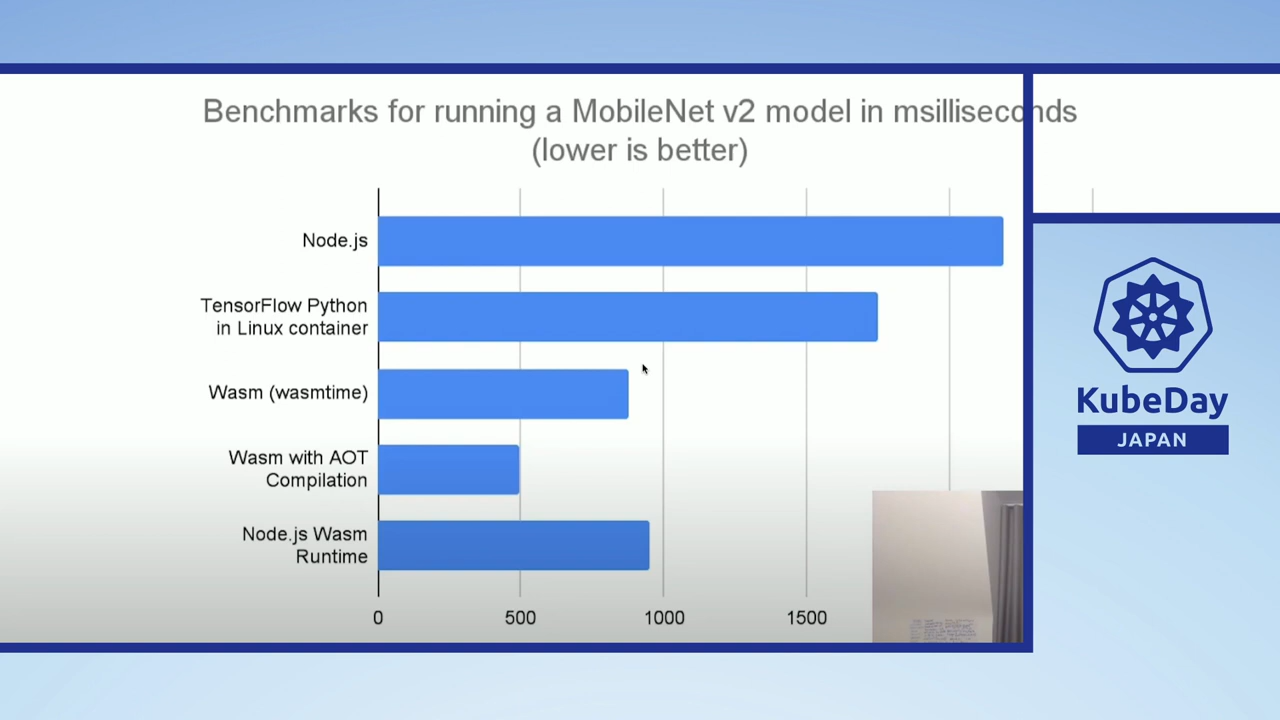 Benchmarks for running a MobileNet v2 model in msilliseconds
(lower is better)
Node.js
TensorFlow Python
in Linux container
Wasm (wasmtime)
Wasm with AOT
Compilation
Node.js Wasm
Runtime
0
500
1000
1500
KubeDay
JAPAN